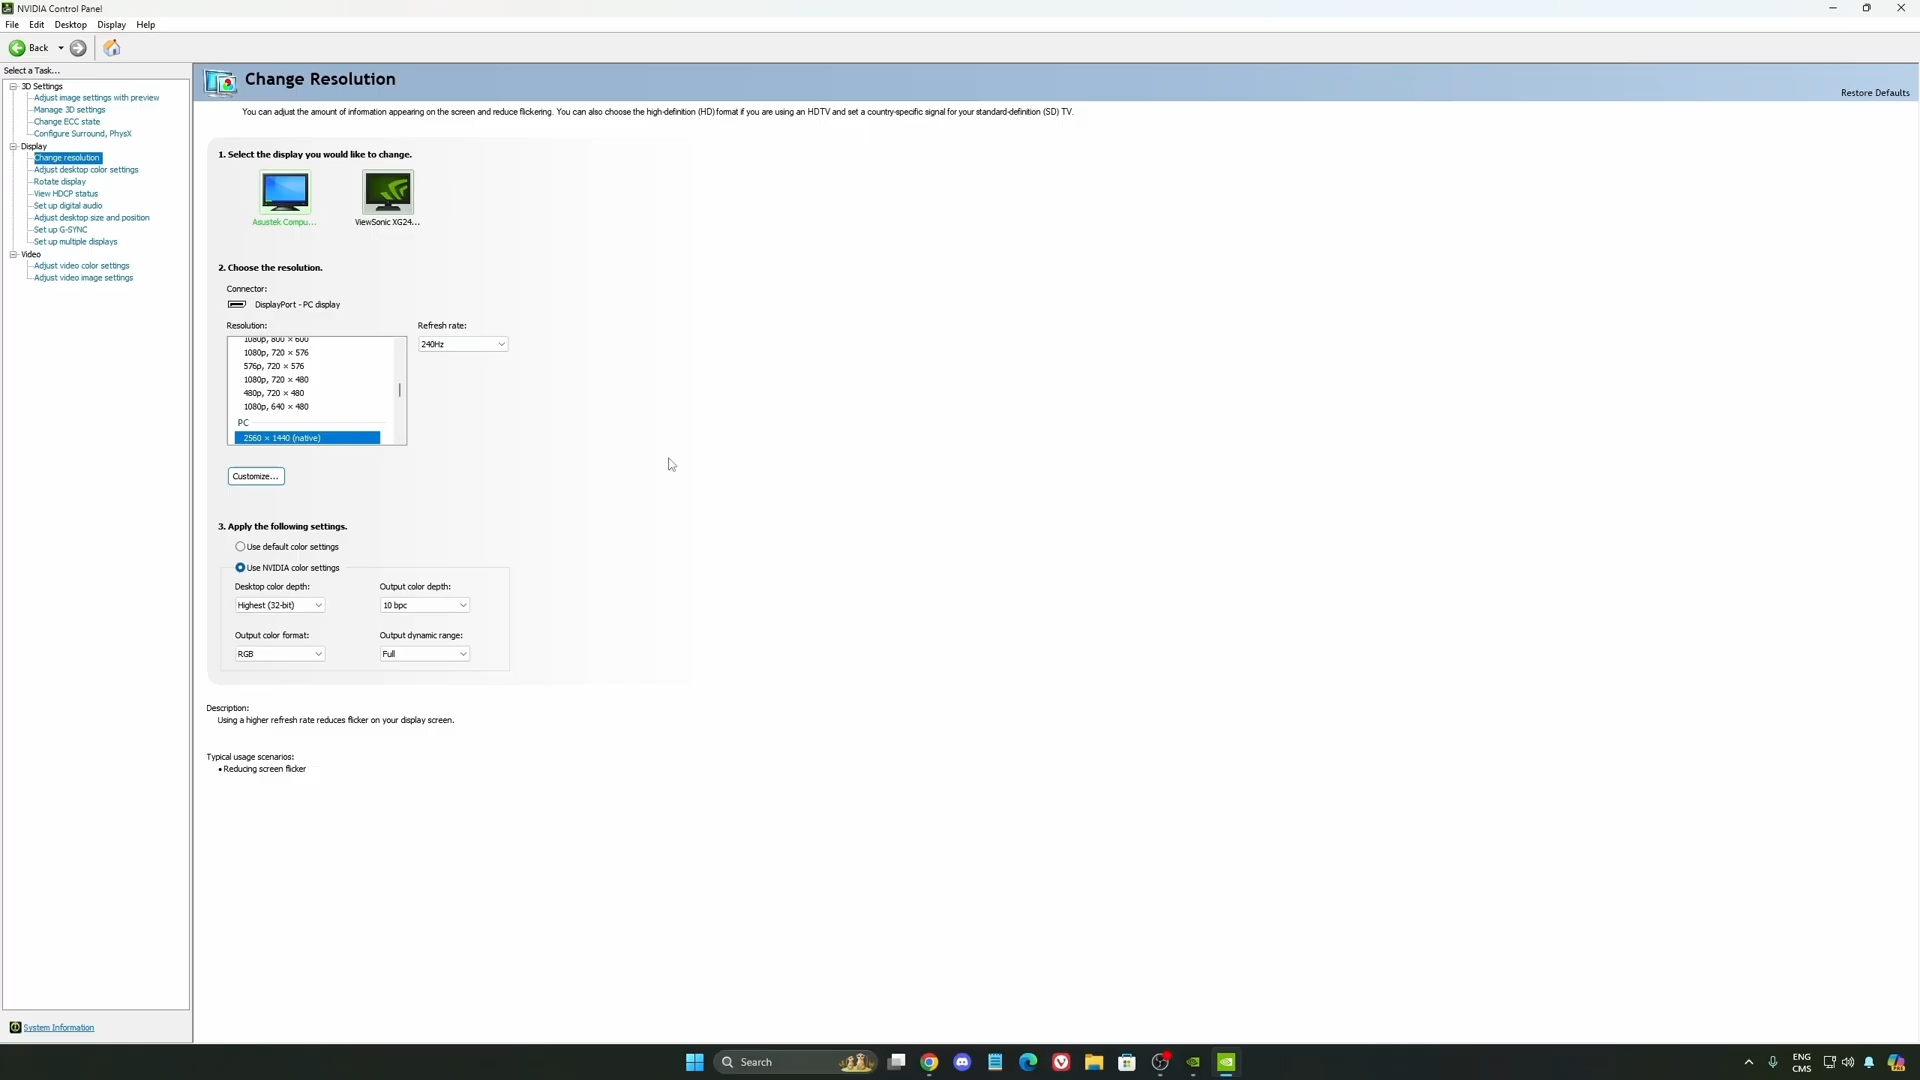 NVIDIA Control Panel
File Edit Desktop Display Help
Back
Select a Task...
3D Settings
Adjust image settings with preview
Manage 3D settings
Change ECC state
Configure Surround, PhysX
Display
Change resolution
Adjust desktop color settings
Rotate display
View HDCP status
Set up digital audio
Adjust desktop size and position
Set up G-SYNC
Set up multiple displays
Video
Adjust video color settings
Adjust video image settings
System Information
Change Resolution
Restore Defaults
You can adjust the amount of information appearing on the screen and reduce flickering. You can also choose the high-definition (HD) format if you are using an HDTV and set a country-specific signal for your standard-definition (SD) TV.
1. Select the display you would like to change.
Asustek Compu... ViewSonic XG24...
2. Choose the resolution.
Connector:
DisplayPort - PC display
Resolution: Refresh rate:
240Hz
1080p, 800 × 600
1080p, 720 × 576
576p, 720 × 576
1080p, 720 × 480
480p, 720 × 480
1080p, 640 × 480
PC
2560 × 1440 (native)
Customize...
3. Apply the following settings.
Use default color settings
Use NVIDIA color settings
Desktop color depth: Output color depth:
Highest (32-bit) 10 bpc
Output color format: Output dynamic range:
RGB Full
Description:
Using a higher refresh rate reduces flicker on your display screen.
Typical usage scenarios:
• Reducing screen flicker
Search
ENG
CMS